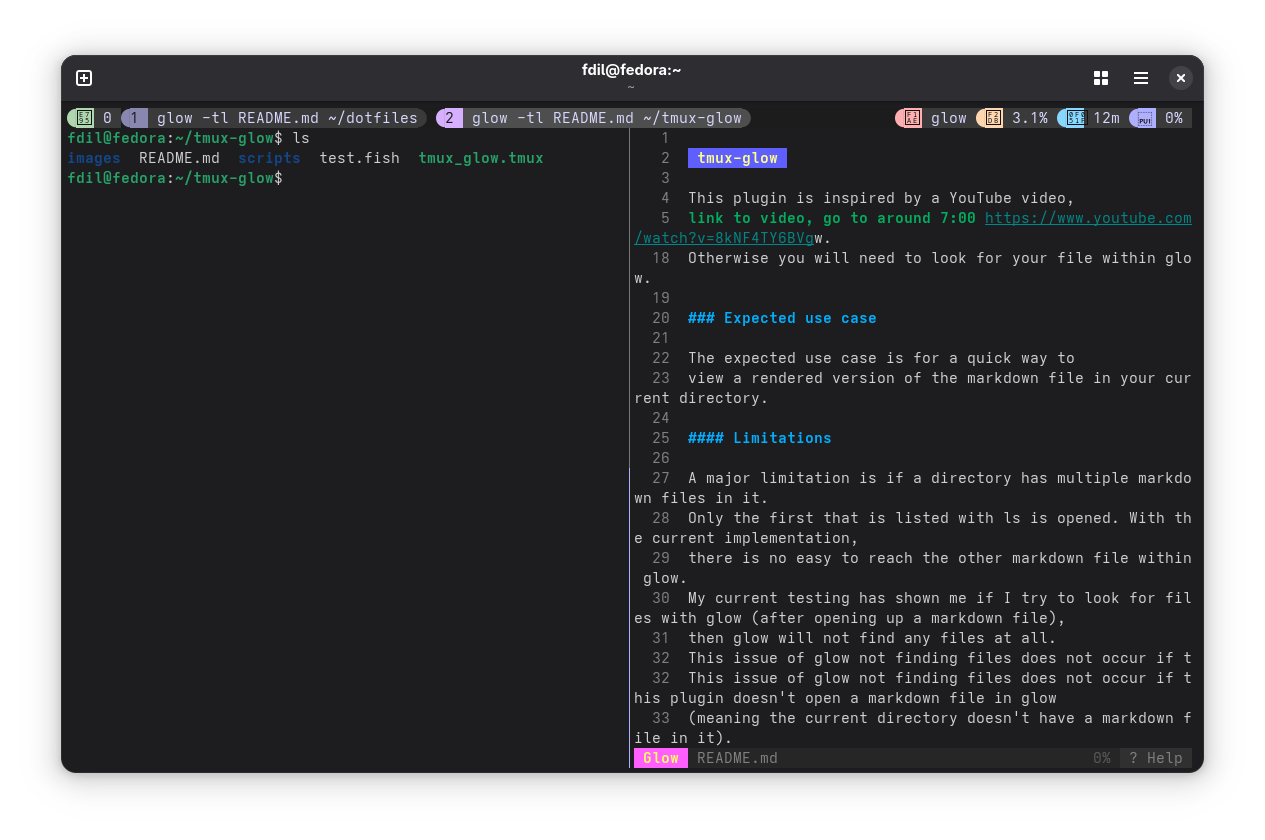 fdil@fedora:~
~
0 1 glow -tl README.md ~/dotfiles 2 glow -tl README.md ~/tmux-glow glow 3.1% 12m 0%
fdil@fedora:~/tmux-glow$ ls
images README.md scripts test.fish tmux_glow.tmux
fdil@fedora:~/tmux-glow$
1
2 tmux-glow
3
4 This plugin is inspired by a YouTube video,
5 link to video, go to around 7:00 https://www.youtube.com
/watch?v=8kNF4TY6BVgw.
18 Otherwise you will need to look for your file within glo
w.
19
20 ### Expected use case
21
22 The expected use case is for a quick way to
23 view a rendered version of the markdown file in your cur
rent directory.
24
25 #### Limitations
26
27 A major limitation is if a directory has multiple markdo
wn files in it.
28 Only the first that is listed with ls is opened. With th
e current implementation,
29 there is no easy to reach the other markdown file within
glow.
30 My current testing has shown me if I try to look for fil
es with glow (after opening up a markdown file),
31 then glow will not find any files at all.
32 This issue of glow not finding files does not occur if t
32 This issue of glow not finding files does not occur if t
his plugin doesn't open a markdown file in glow
33 (meaning the current directory doesn't have a markdown f
ile in it).
Glow README.md 0% ? Help